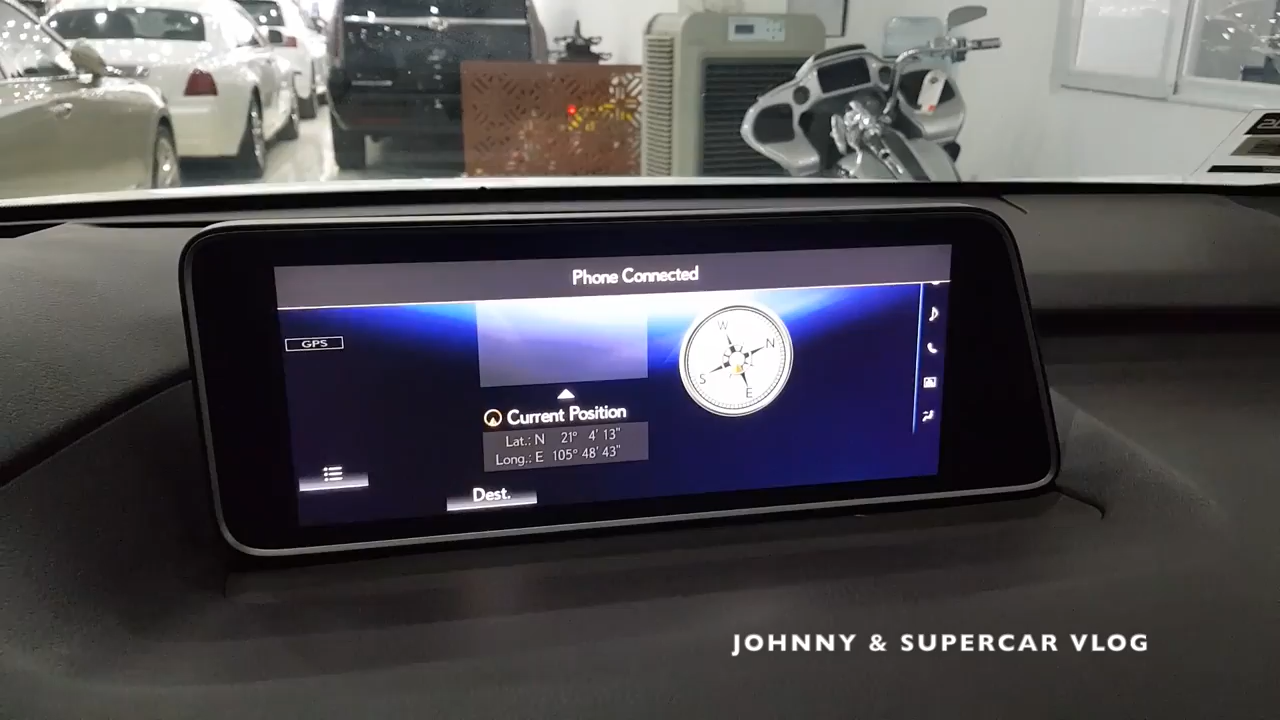 Phone Connected
GPS
W
N
S
E
Current Position
Lat.: N 21° 4' 13"
Long.: E 105° 48' 43"
Dest.
JOHNNY & SUPERCAR VLOG